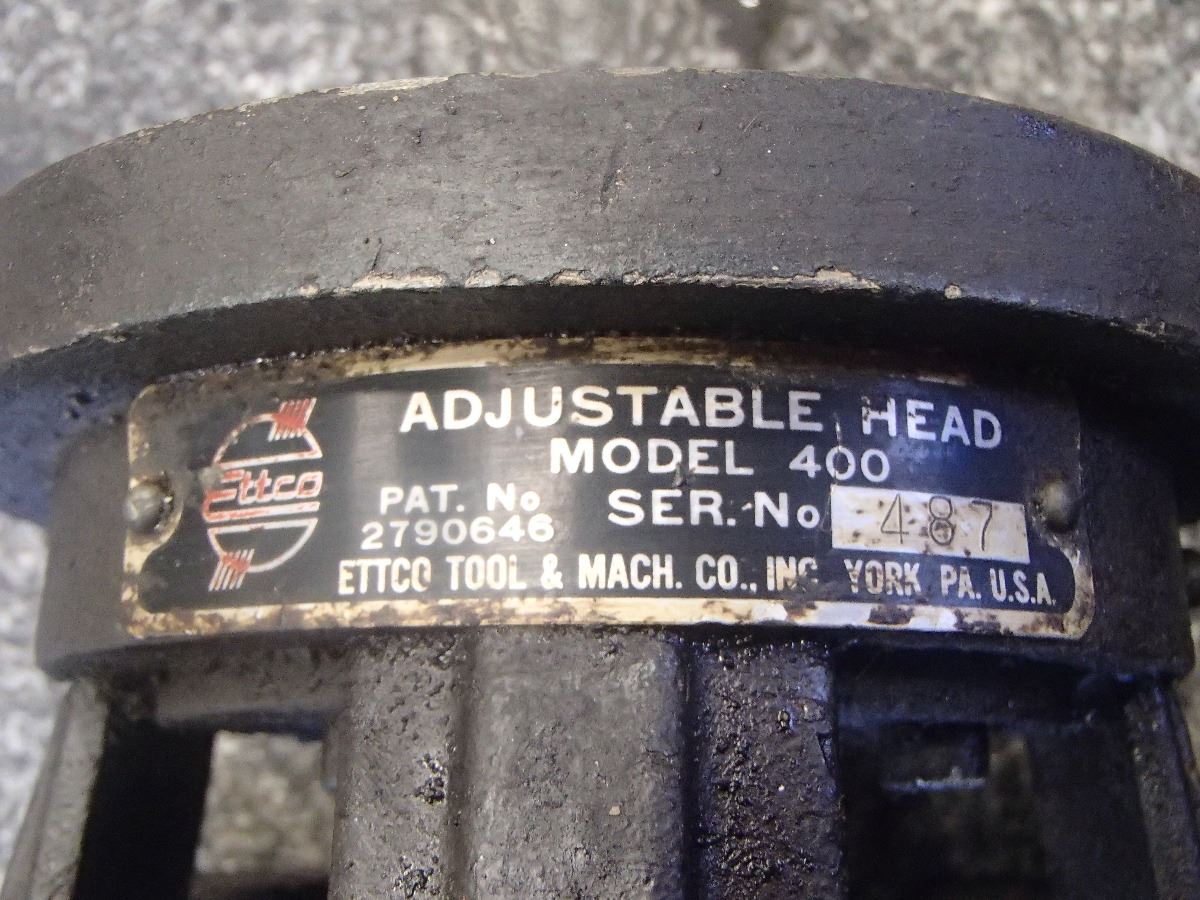 ADJUSTABLE HEAD
Ettco
MODEL 400
PAT. No
2790646
SER. No 487
ETTCO TOOL & MACH. CO., INC YORK PA. U.S.A.